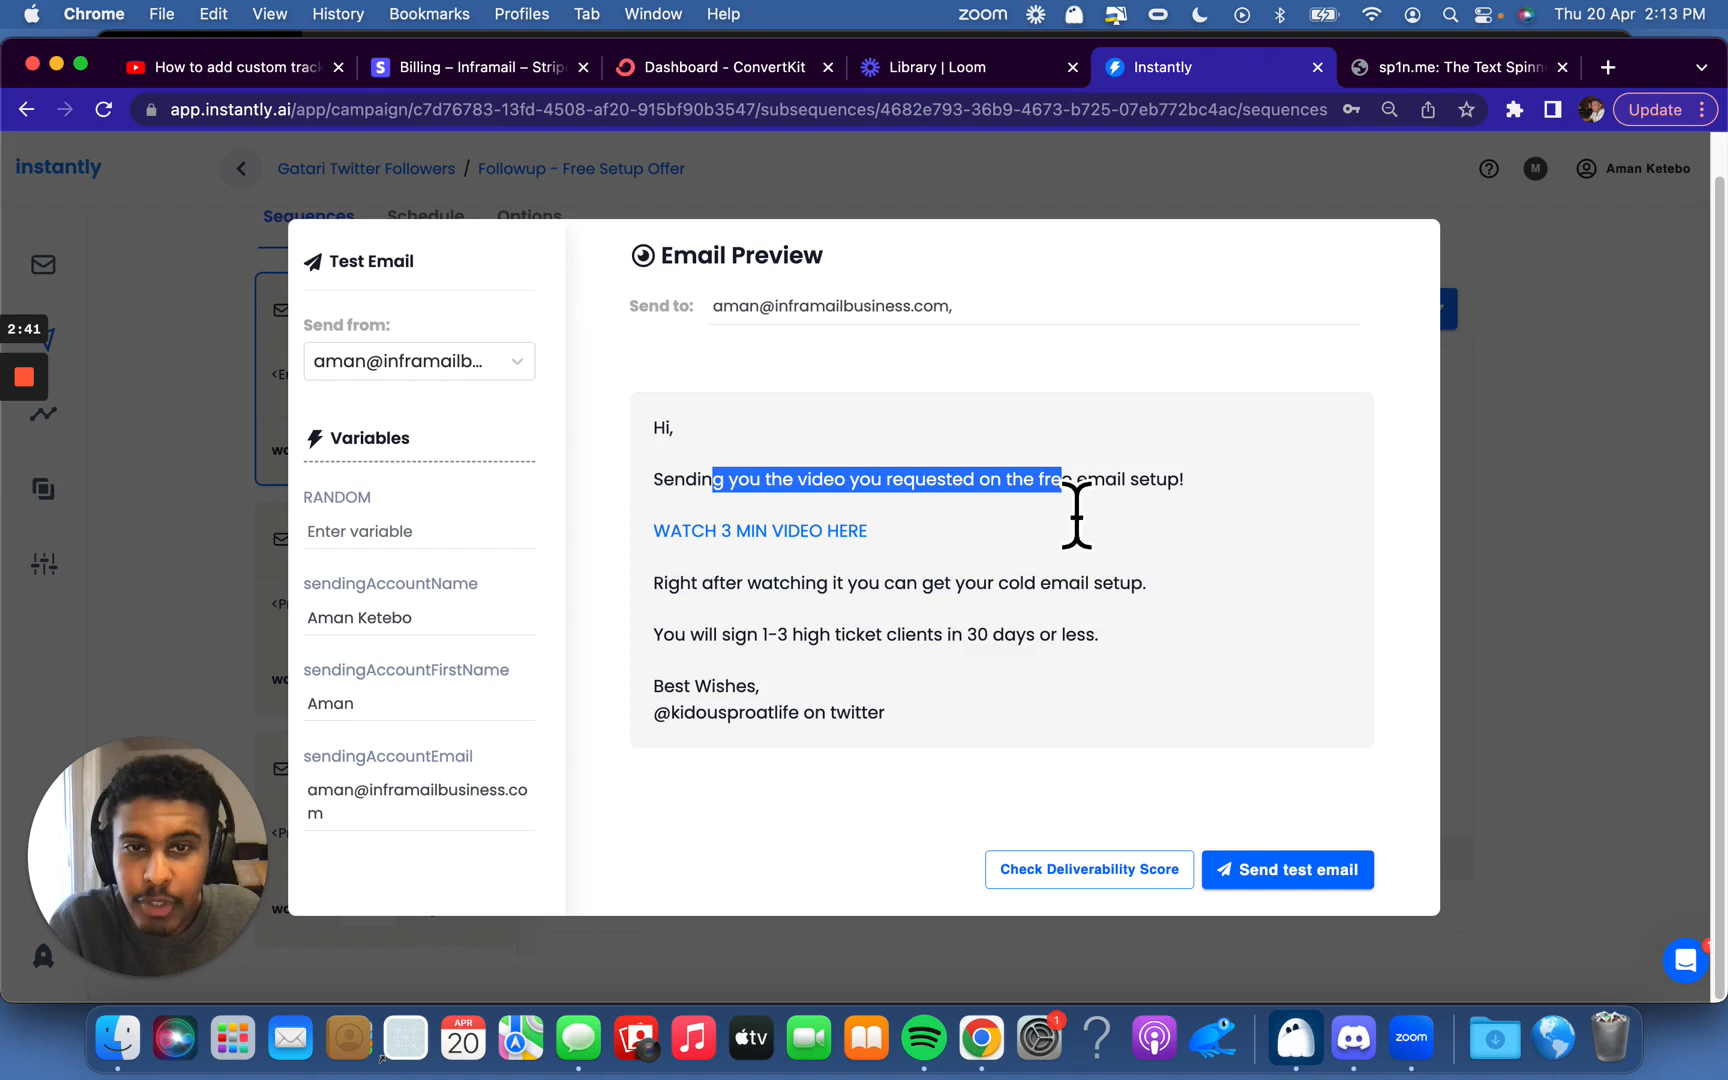 Chrome File Edit View History Bookmarks Profiles Tab Window Help zoom Thu 20 Apr 2:13 PM
How to add custom track Billing – Inframail – Stripe Dashboard - ConvertKit Library | Loom Instantly sp1n.me: The Text Spinn
app.instantly.ai/app/campaign/c7d76783-13fd-4508-af20-915bf90b3547/subsequences/4682e793-36b9-4673-b725-07eb772bc4ac/sequences Update
instantly Gatari Twitter Followers / Followup - Free Setup Offer M Aman Ketebo
Sequences Schedule Options
Test Email
Send from:
aman@inframailb...
Variables
RANDOM
Enter variable
sendingAccountName
Aman Ketebo
sendingAccountFirstName
Aman
sendingAccountEmail
aman@inframailbusiness.co
m
Email Preview
Send to: aman@inframailbusiness.com,
Hi,
Sending you the video you requested on the free email setup!
WATCH 3 MIN VIDEO HERE
Right after watching it you can get your cold email setup.
You will sign 1-3 high ticket clients in 30 days or less.
Best Wishes,
@kidousproatlife on twitter
Check Deliverability Score Send test email
2:41
APR
20
tv
1
zoom